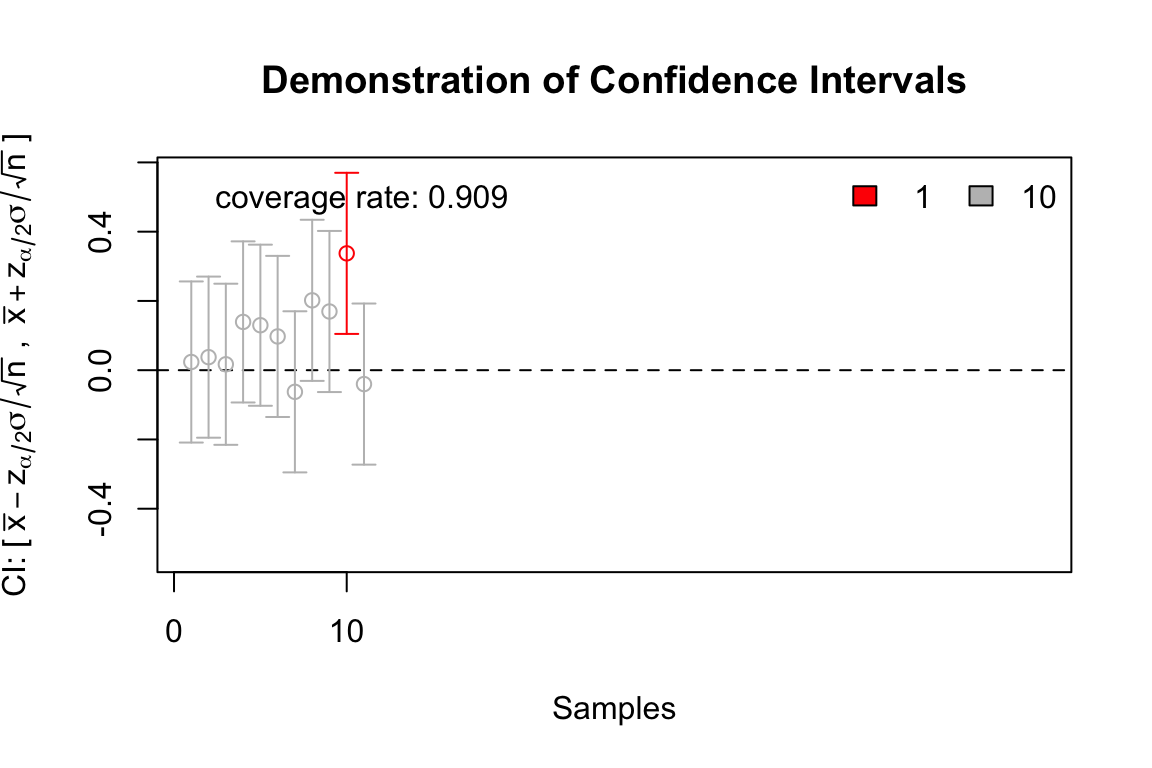 Demonstration of Confidence Intervals
CI: [ x̅ − zα/2σ/√n , x̅ + zα/2σ/√n ]
coverage rate: 0.909
1 10
0.4
0.0
-0.4
0 10
Samples